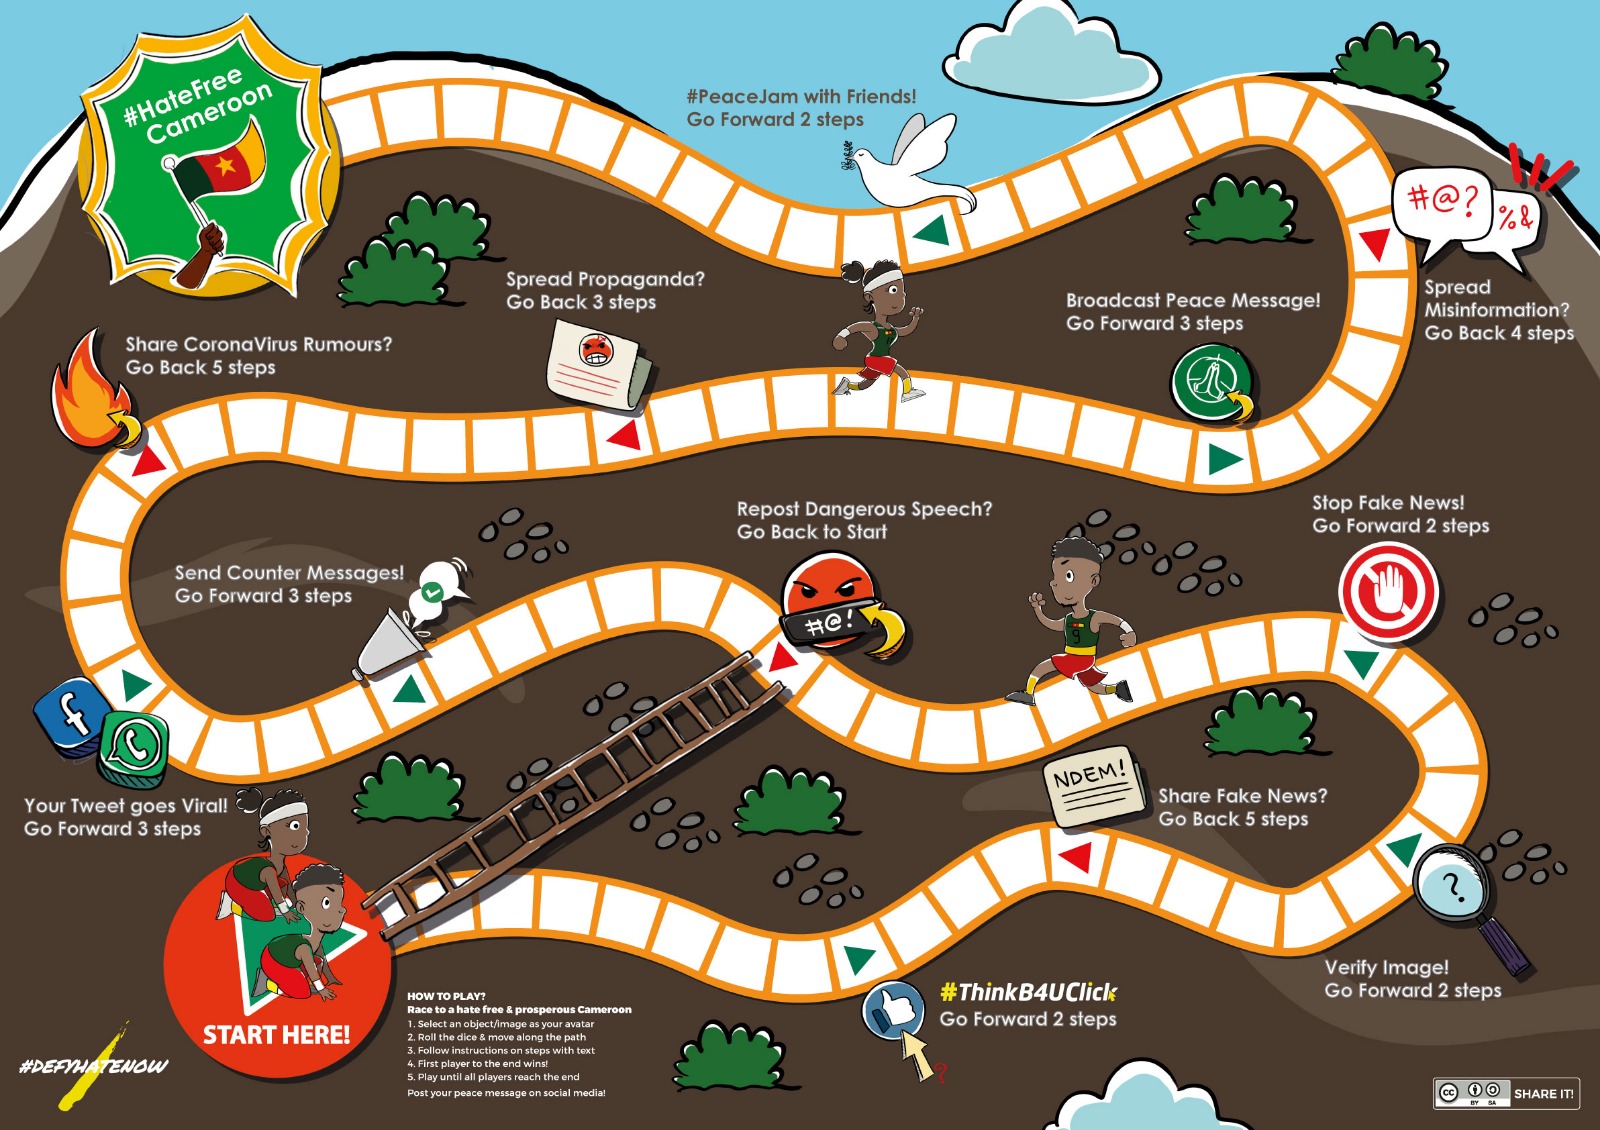 #HateFree
Cameroon
#PeaceJam with Friends!
Go Forward 2 steps
#@?
%&
Spread
Misinformation?
Go Back 4 steps
Spread Propaganda?
Go Back 3 steps
Broadcast Peace Message!
Go Forward 3 steps
Share CoronaVirus Rumours?
Go Back 5 steps
Repost Dangerous Speech?
Go Back to Start
#@!
Stop Fake News!
Go Forward 2 steps
Send Counter Messages!
Go Forward 3 steps
9
f
Your Tweet goes Viral!
Go Forward 3 steps
NDEM!
Share Fake News?
Go Back 5 steps
?
Verify Image!
Go Forward 2 steps
#ThinkB4UClick
Go Forward 2 steps
?
START HERE!
HOW TO PLAY?
Race to a hate free & prosperous Cameroon
1. Select an object/image as your avatar
2. Roll the dice & move along the path
3. Follow instructions on steps with text
4. First player to the end wins!
5. Play until all players reach the end
Post your peace message on social media!
#DEFYHATENOW
cc BY SA SHARE IT!